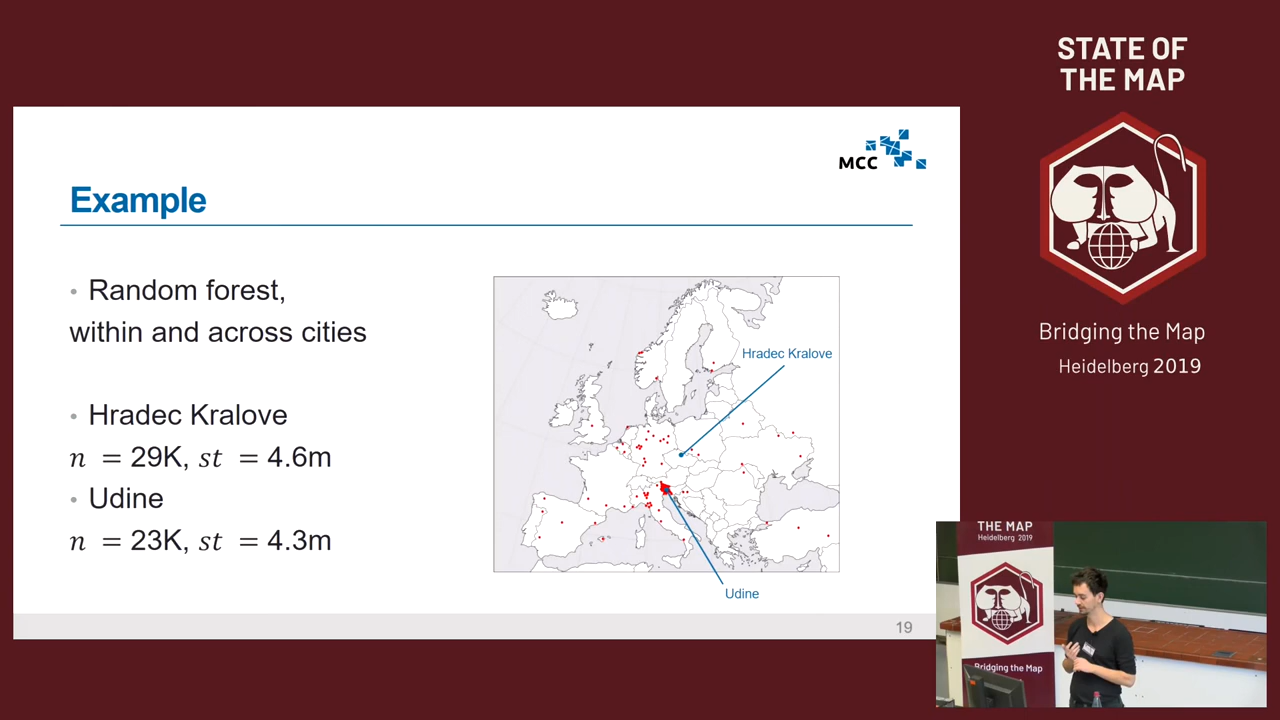 STATE OF
THE MAP
Bridging the Map
Heidelberg 2019
MCC
Example
• Random forest,
within and across cities
• Hradec Kralove
n = 29K, st = 4.6m
• Udine
n = 23K, st = 4.3m
Hradec Kralove
Udine
19
THE MAP
Heidelberg 2019
Bridging the Map